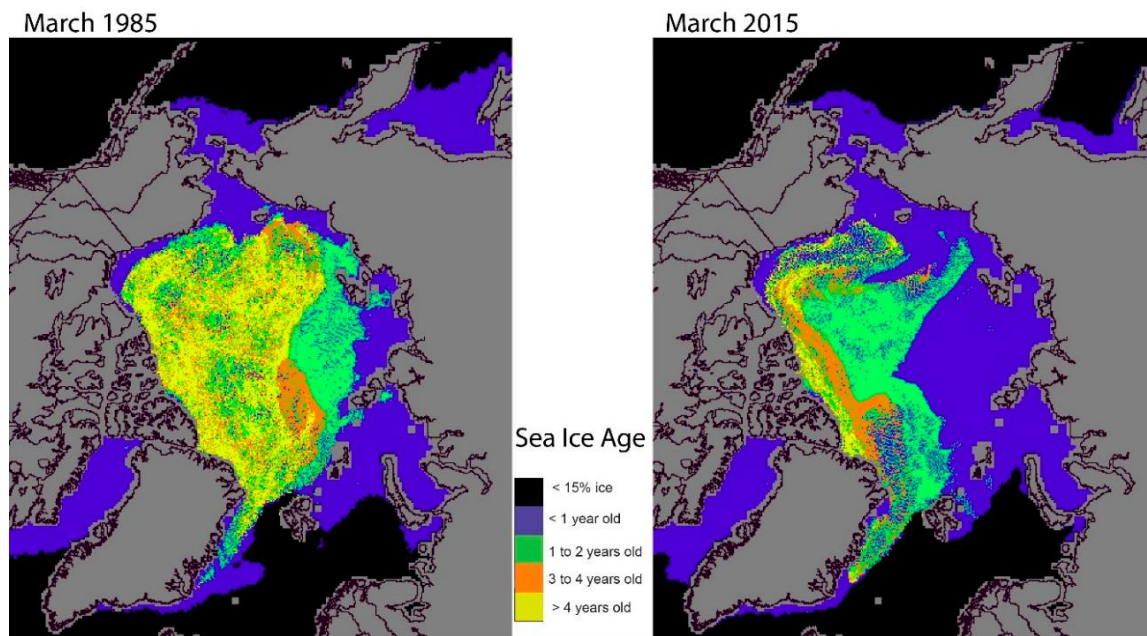 March 1985
March 2015
Sea Ice Age
< 15% ice
< 1 year old
1 to 2 years old
3 to 4 years old
> 4 years old